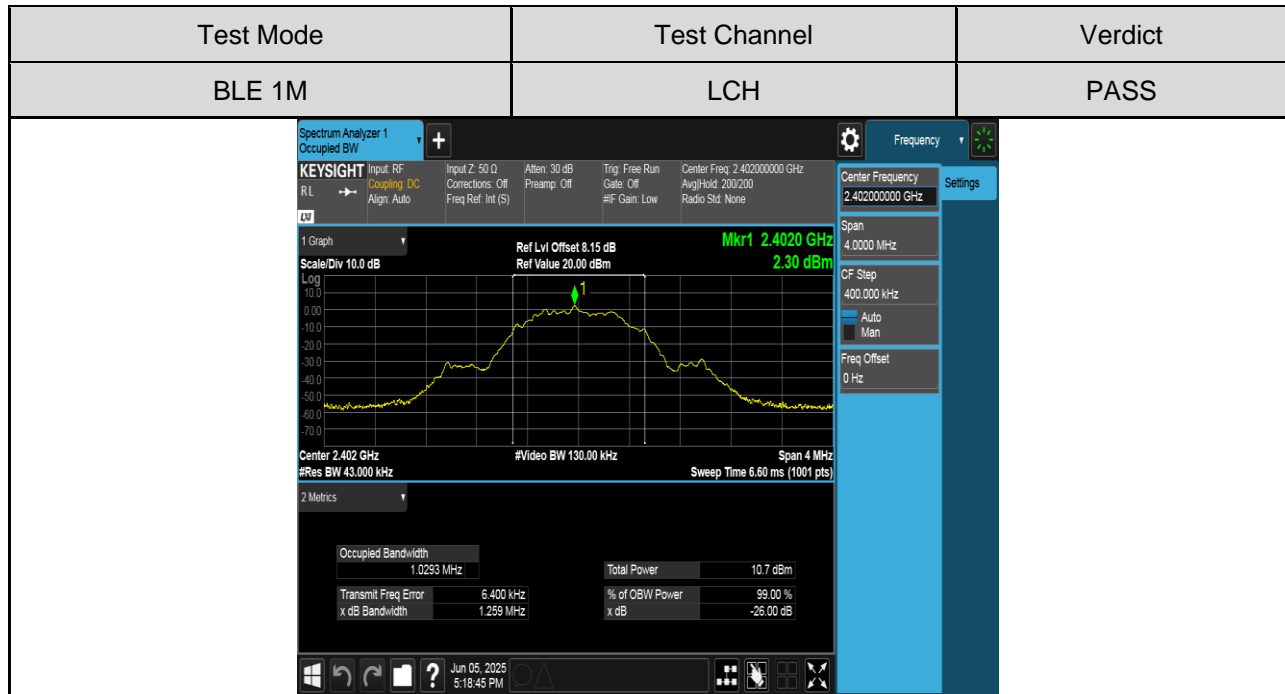 Test Mode Test Channel Verdict
BLE 1M LCH PASS
Spectrum Analyzer 1
Occupied BW
+
Frequency
KEYSIGHT Input: RF Input Z: 50 Ω Atten: 30 dB Trig: Free Run Center Freq: 2.402000000 GHz
RL Coupling: DC Corrections: Off Preamp: Off Gate: Off Avg|Hold: 200/200
Align: Auto Freq Ref: Int (S) #IF Gain: Low Radio Std: None
LXI
Center Frequency
2.402000000 GHz
Settings
Span
4.0000 MHz
CF Step
400.000 kHz
Auto
Man
Freq Offset
0 Hz
1 Graph Ref Lvl Offset 8.15 dB Mkr1 2.4020 GHz
Scale/Div 10.0 dB Ref Value 20.00 dBm 2.30 dBm
Log
1
10.0
0.00
-10.0
-20.0
-30.0
-40.0
-50.0
-60.0
-70.0
Center 2.402 GHz #Video BW 130.00 kHz Span 4 MHz
#Res BW 43.000 kHz Sweep Time 6.60 ms (1001 pts)
2 Metrics
Occupied Bandwidth
1.0293 MHz Total Power 10.7 dBm
Transmit Freq Error 6.400 kHz % of OBW Power 99.00 %
x dB Bandwidth 1.259 MHz x dB -26.00 dB
? Jun 05, 2025
5:18:45 PM